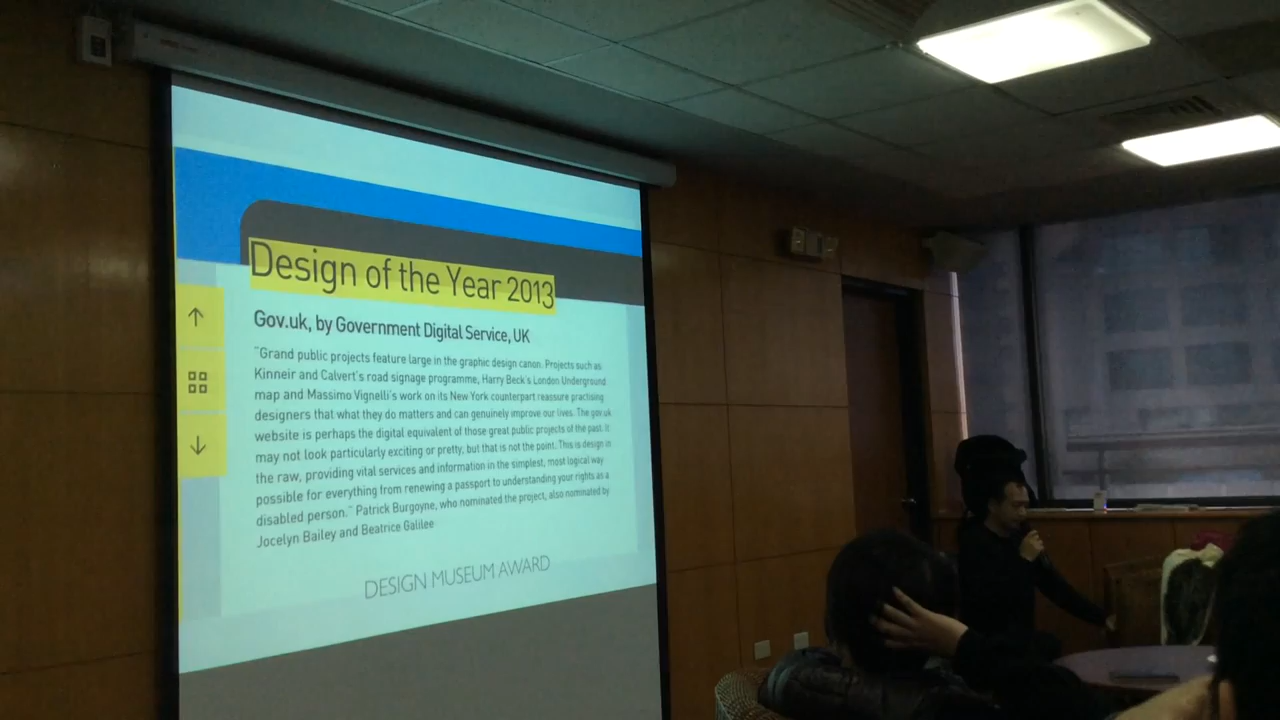 Design of the Year 2013
Gov.uk, by Government Digital Service, UK
"Grand public projects feature large in the graphic design canon. Projects such as
Kinneir and Calvert's road signage programme, Harry Beck's London Underground
map and Massimo Vignelli's work on its New York counterpart reassure practising
designers that what they do matters and can genuinely improve our lives. The gov.uk
website is perhaps the digital equivalent of those great public projects of the past. It
may not look particularly exciting or pretty, but that is not the point. This is design in
the raw, providing vital services and information in the simplest, most logical way
possible for everything from renewing a passport to understanding your rights as a
disabled person." Patrick Burgoyne, who nominated the project, also nominated by
Jocelyn Bailey and Beatrice Galilee
DESIGN MUSEUM AWARD